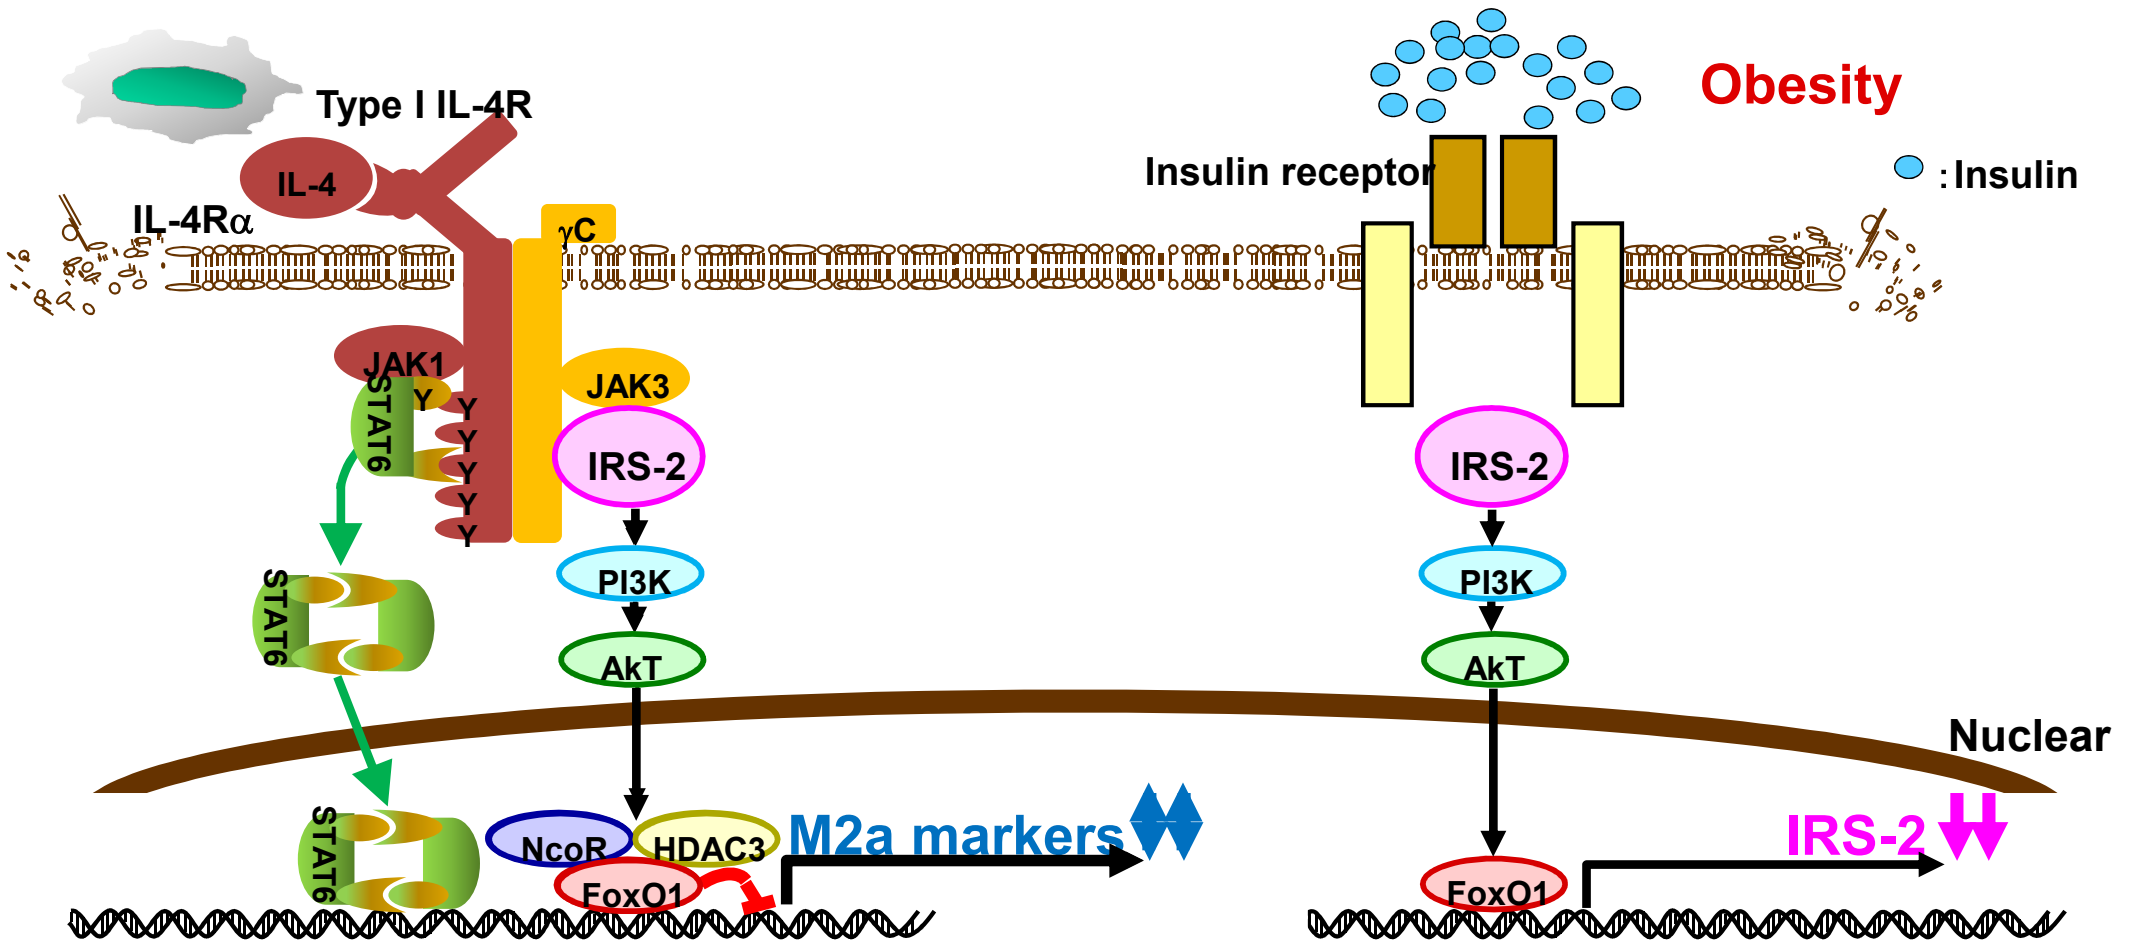 Type I IL-4R
IL-4
IL-4Rα
γC
JAK1
STAT6
Y
Y
Y
Y
Y
Y
JAK3
IRS-2
PI3K
AkT
STAT6
STAT6
NcoR
HDAC3
FoxO1
M2a markers
Obesity
Insulin receptor
: Insulin
IRS-2
PI3K
AkT
Nuclear
FoxO1
IRS-2